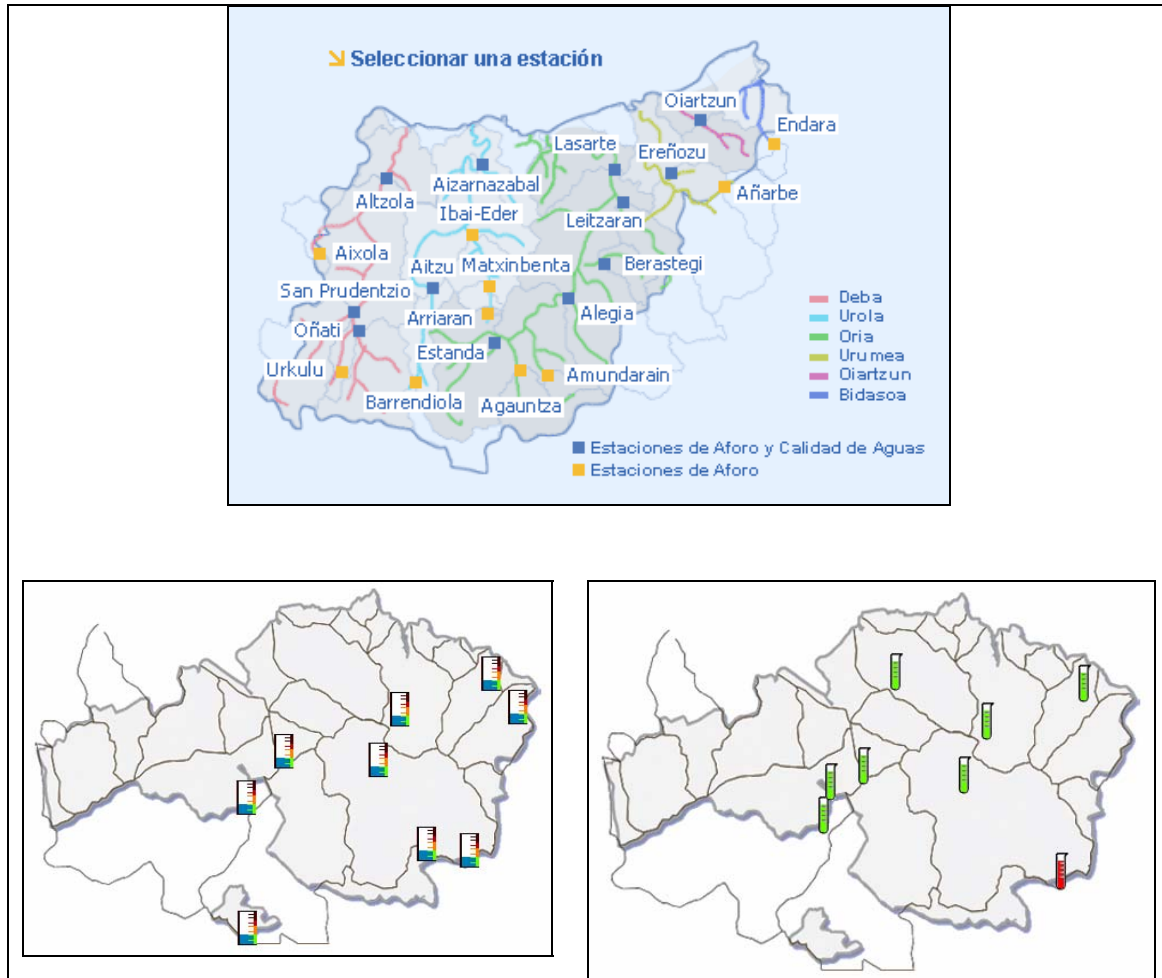 Seleccionar una estación
Oiartzun
Endara
Lasarte
Ereñozu
Aizarnazabal
Añarbe
Altzola
Ibai-Eder
Leitzaran
Aixola
Aitzu
Matxinbenta
Berastegi
San Prudentzio
Arriaran
Alegia
Oñati
Estanda
Urkulu
Amundarain
Barrendiola
Agauntza
Deba
Urola
Oria
Urumea
Oiartzun
Bidasoa
Estaciones de Aforo y Calidad de Aguas
Estaciones de Aforo